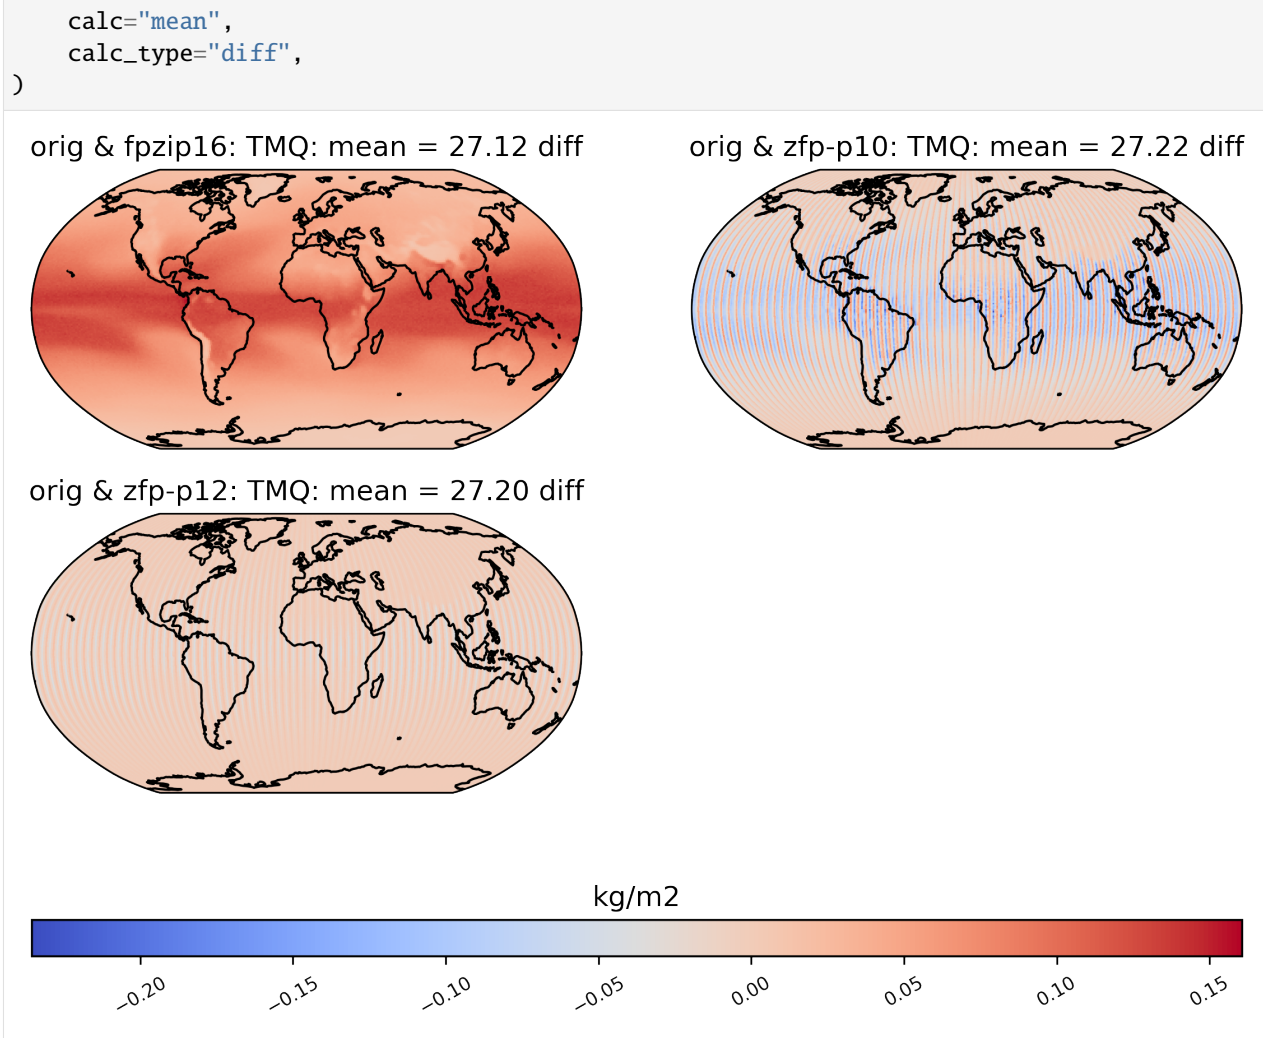 calc="mean",
calc_type="diff",
)
orig & fpzip16: TMQ: mean = 27.12 diff
orig & zfp-p10: TMQ: mean = 27.22 diff
orig & zfp-p12: TMQ: mean = 27.20 diff
kg/m2
−0.20
−0.15
−0.10
−0.05
0.00
0.05
0.10
0.15